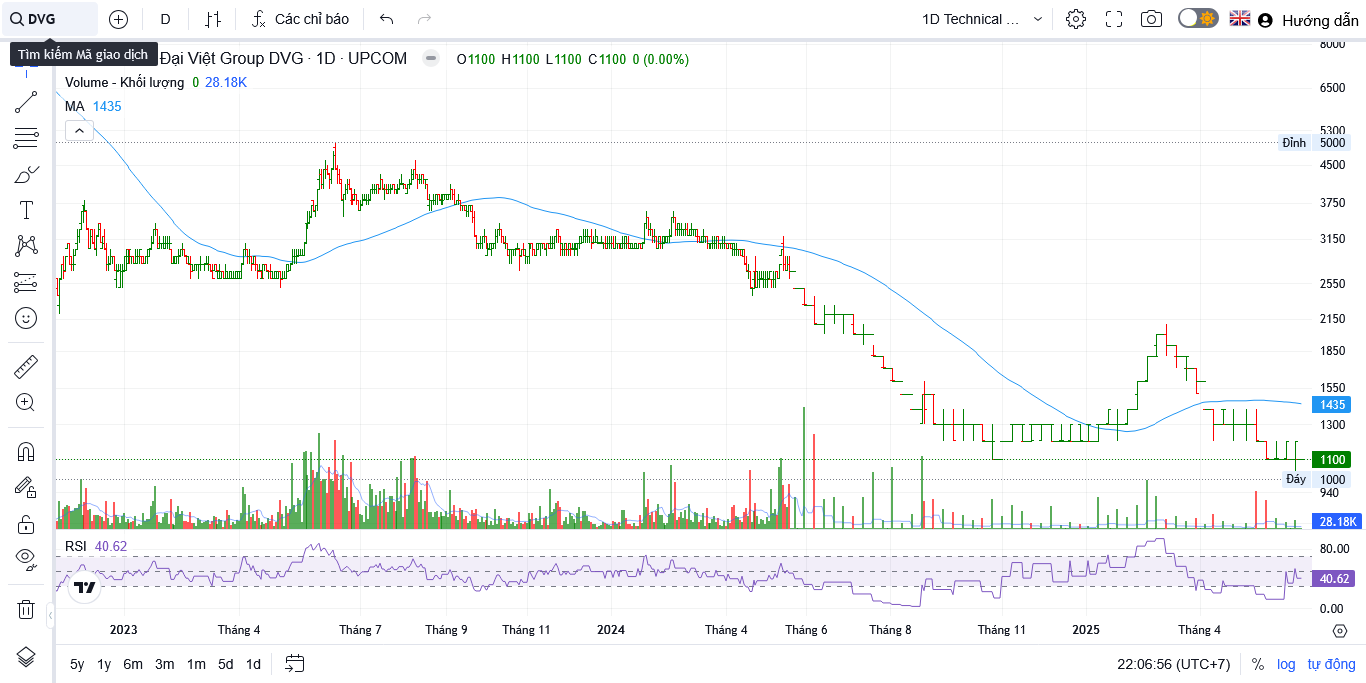 DVG
D
Các chỉ báo
1D Technical ...
Hướng dẫn
Tìm kiếm Mã giao dịch
Đại Việt Group DVG · 1D · UPCOM
O1100 H1100 L1100 C1100 0 (0.00%)
Volume - Khối lượng 0 28.18K
MA 1435
8000
6500
5300
Đỉnh 5000
4500
3750
3150
2550
2150
1850
1550
1435
1300
1100
Đáy 1000
940
28.18K
RSI 40.62
80.00
40.62
0.00
2023 Tháng 4 Tháng 7 Tháng 9 Tháng 11 2024 Tháng 4 Tháng 6 Tháng 8 Tháng 11 2025 Tháng 4
5y 1y 6m 3m 1m 5d 1d
22:06:56 (UTC+7) % log tự động